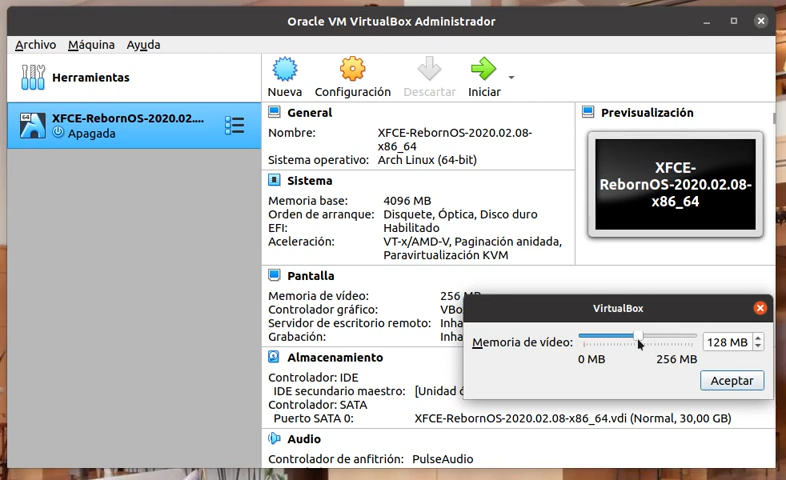 Oracle VM VirtualBox Administrador
Archivo Máquina Ayuda
Herramientas
Nueva Configuración Descartar Iniciar
64
XFCE-RebornOS-2020.02....
Apagada
General
Nombre: XFCE-RebornOS-2020.02.08-
x86_64
Sistema operativo: Arch Linux (64-bit)
Sistema
Memoria base: 4096 MB
Orden de arranque: Disquete, Óptica, Disco duro
EFI: Habilitado
Aceleración: VT-x/AMD-V, Paginación anidada,
Paravirtualización KVM
Previsualización
XFCE-
RebornOS-2020.02.08-
x86_64
Pantalla
Memoria de vídeo: 256 MB
Controlador gráfico:
Servidor de escritorio remoto:
Grabación:
VirtualBox
Memoria de vídeo: 128 MB
0 MB 256 MB
Aceptar
Almacenamiento
Controlador: IDE
IDE secundario maestro: [Unidad
Controlador: SATA
Puerto SATA 0: XFCE-RebornOS-2020.02.08-x86_64.vdi (Normal, 30,00 GB)
Audio
Controlador de anfitrión: PulseAudio